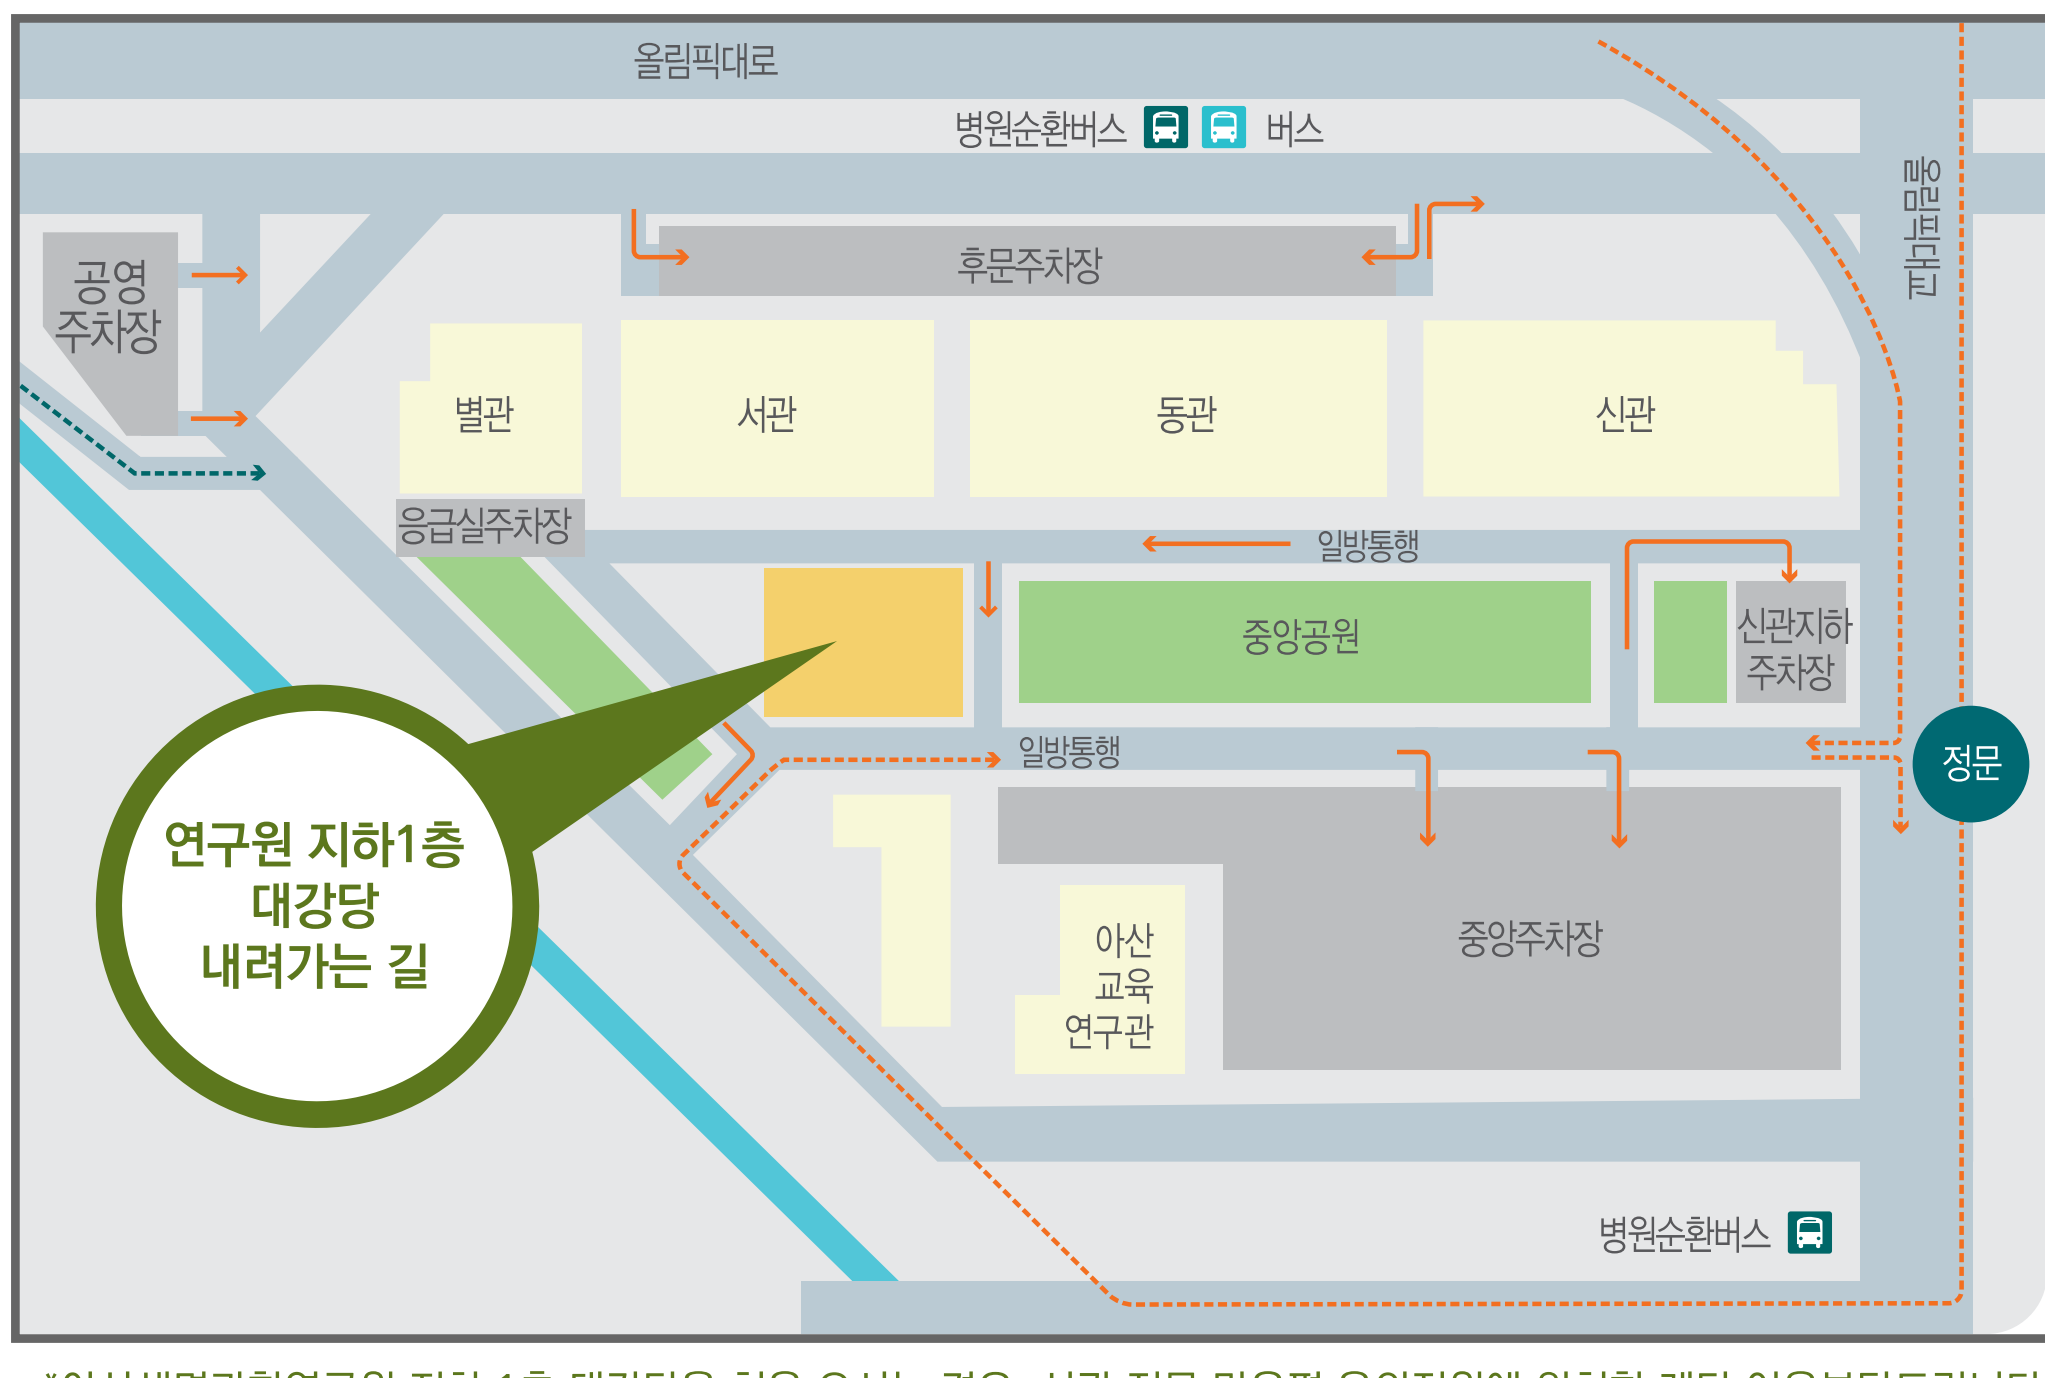 올림픽대로
병원순환버스 버스
올림픽대교
후문주차장
공영
주차장
별관
서관
동관
신관
응급실주차장
일방통행
중앙공원
신관지하
주차장
일방통행
정문
연구원 지하1층
대강당
내려가는 길
아산
교육
연구관
중앙주차장
병원순환버스